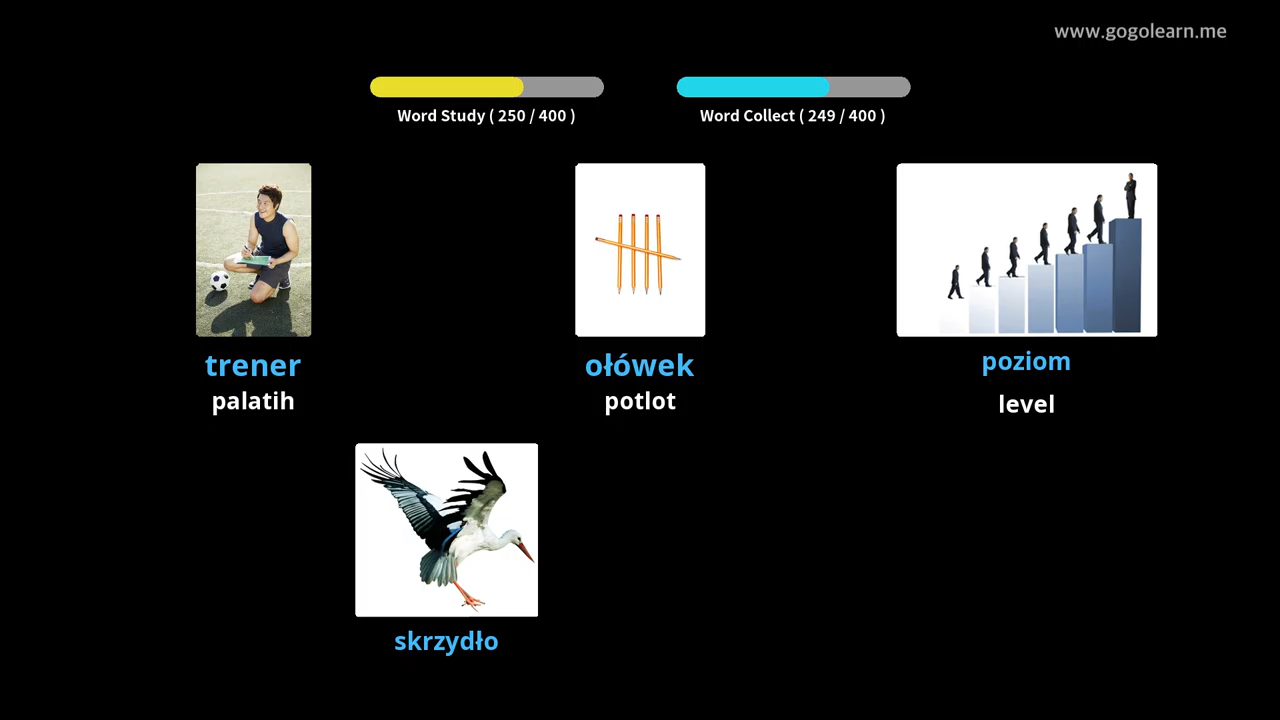 www.gogolearn.me
Word Study ( 250 / 400 )
Word Collect ( 249 / 400 )
trener
palatih
ołówek
potlot
poziom
level
skrzydło